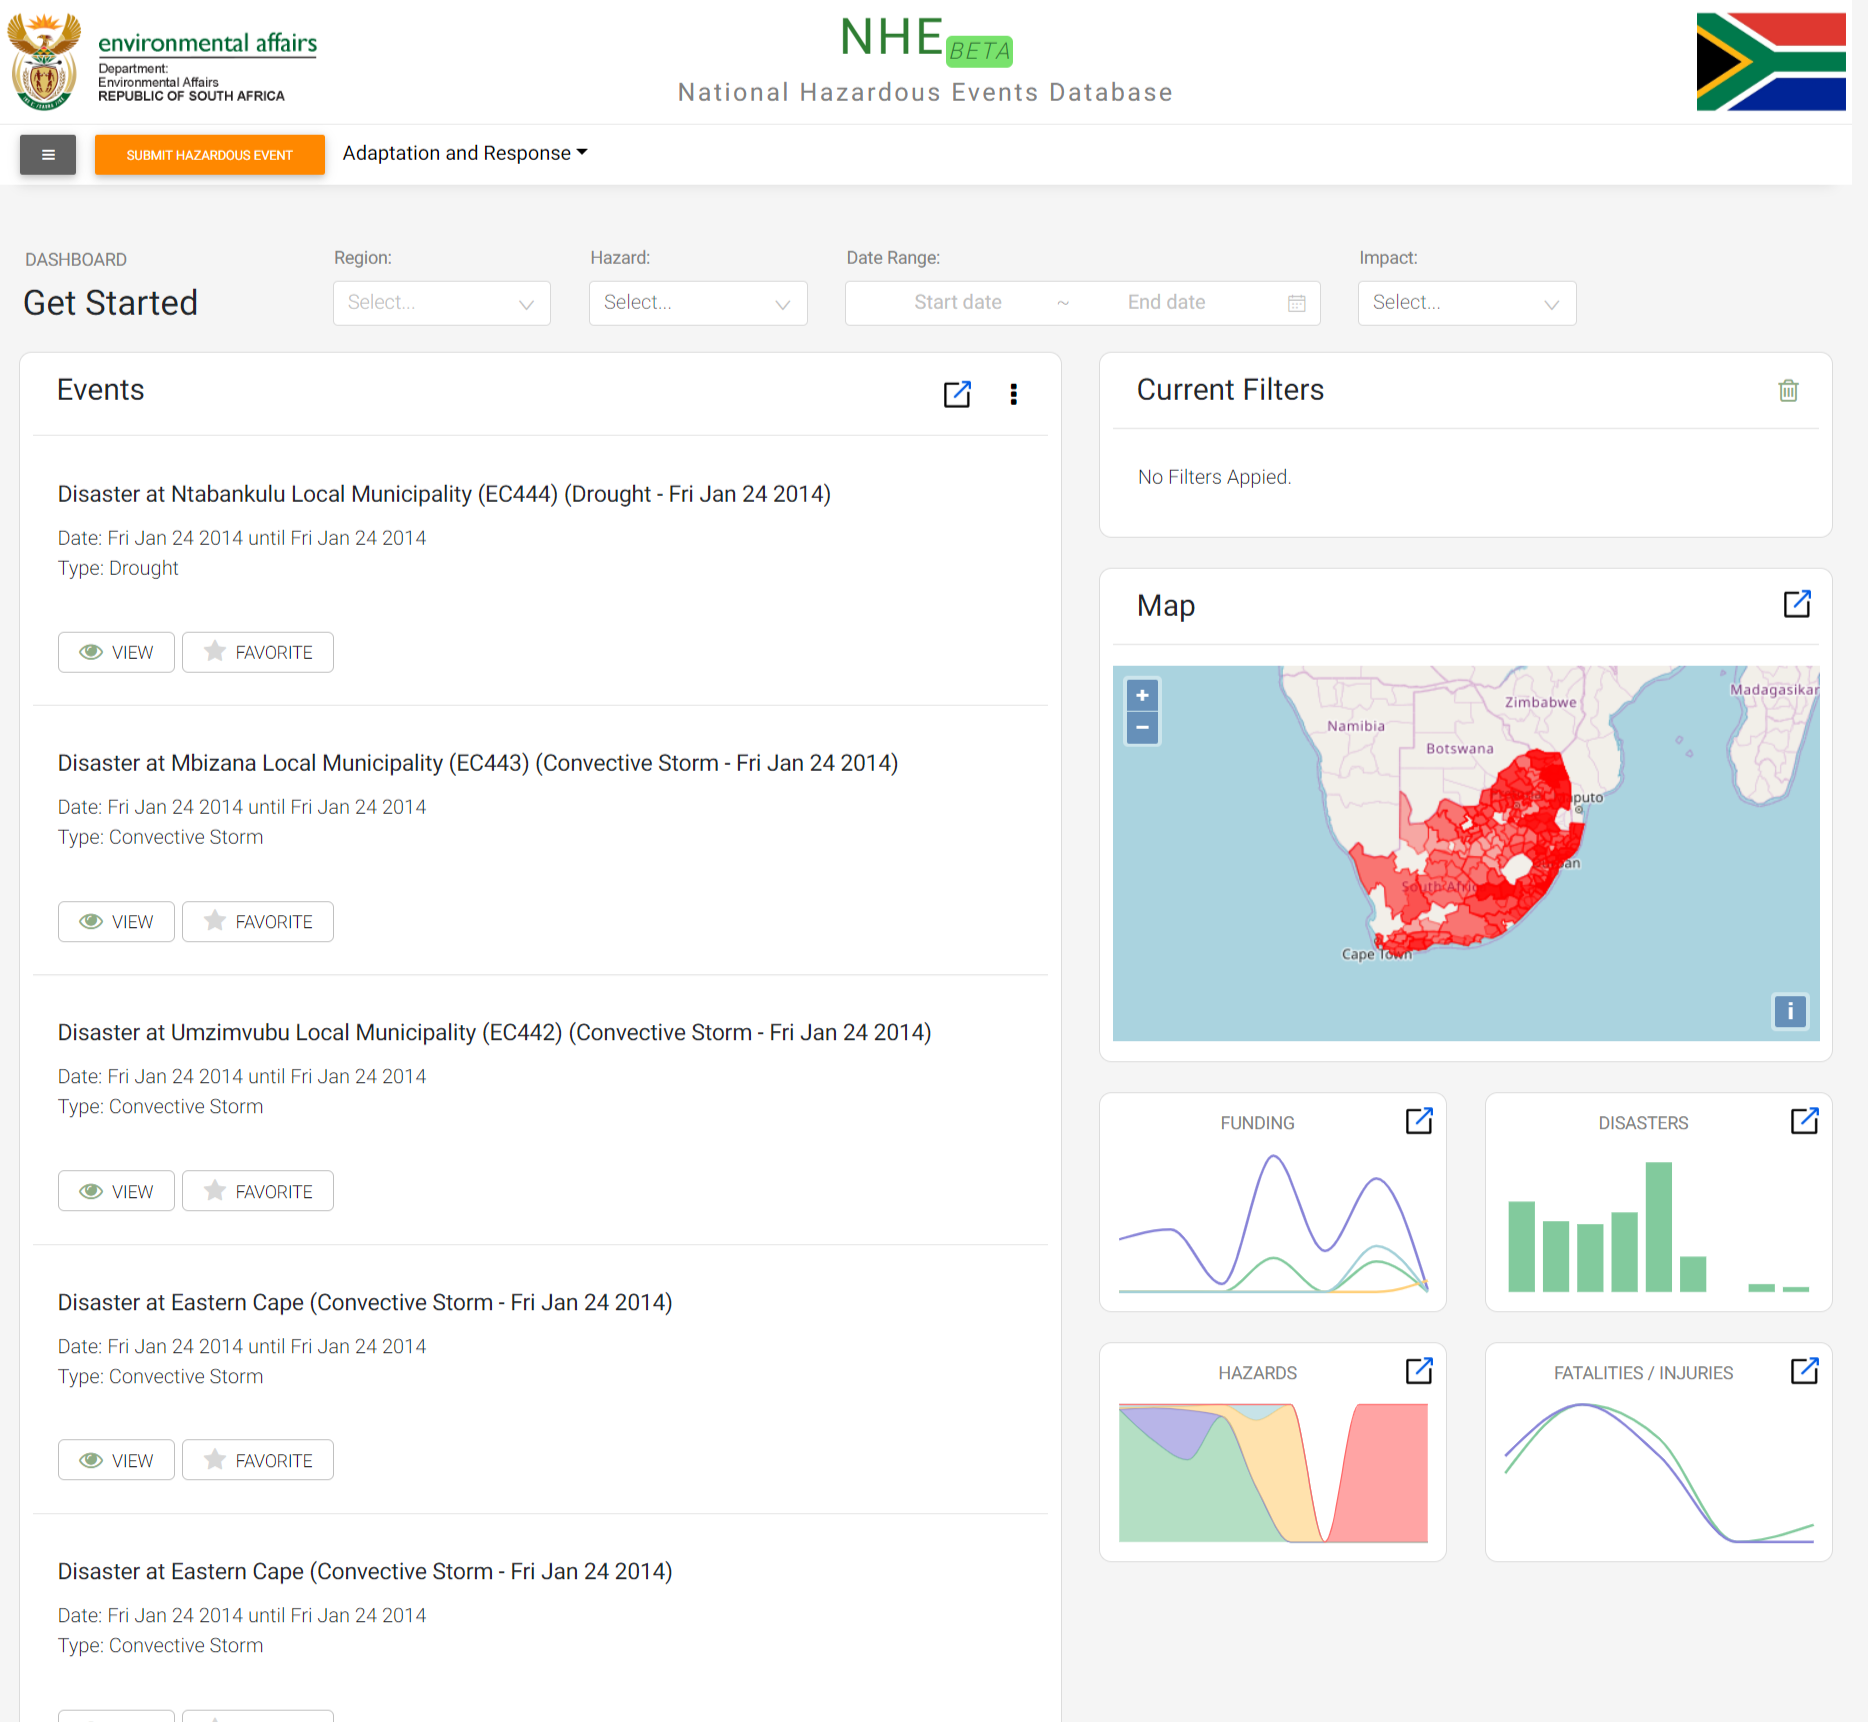 environmental affairs
Department:
Environmental Affairs
REPUBLIC OF SOUTH AFRICA
NHE BETA
National Hazardous Events Database
SUBMIT HAZARDOUS EVENT
Adaptation and Response
DASHBOARD
Get Started
Region:
Select...
Hazard:
Select...
Date Range:
Start date ~ End date
Impact:
Select...
Events
Disaster at Ntabankulu Local Municipality (EC444) (Drought - Fri Jan 24 2014)
Date: Fri Jan 24 2014 until Fri Jan 24 2014
Type: Drought
VIEW
FAVORITE
Disaster at Mbizana Local Municipality (EC443) (Convective Storm - Fri Jan 24 2014)
Date: Fri Jan 24 2014 until Fri Jan 24 2014
Type: Convective Storm
VIEW
FAVORITE
Disaster at Umzimvubu Local Municipality (EC442) (Convective Storm - Fri Jan 24 2014)
Date: Fri Jan 24 2014 until Fri Jan 24 2014
Type: Convective Storm
VIEW
FAVORITE
Disaster at Eastern Cape (Convective Storm - Fri Jan 24 2014)
Date: Fri Jan 24 2014 until Fri Jan 24 2014
Type: Convective Storm
VIEW
FAVORITE
Disaster at Eastern Cape (Convective Storm - Fri Jan 24 2014)
Date: Fri Jan 24 2014 until Fri Jan 24 2014
Type: Convective Storm
Current Filters
No Filters Appied.
Map
+
−
Madagasikar
Zimbabwe
Namibia
Botswana
South Afric
Cape Town
i
FUNDING
DISASTERS
HAZARDS
FATALITIES / INJURIES